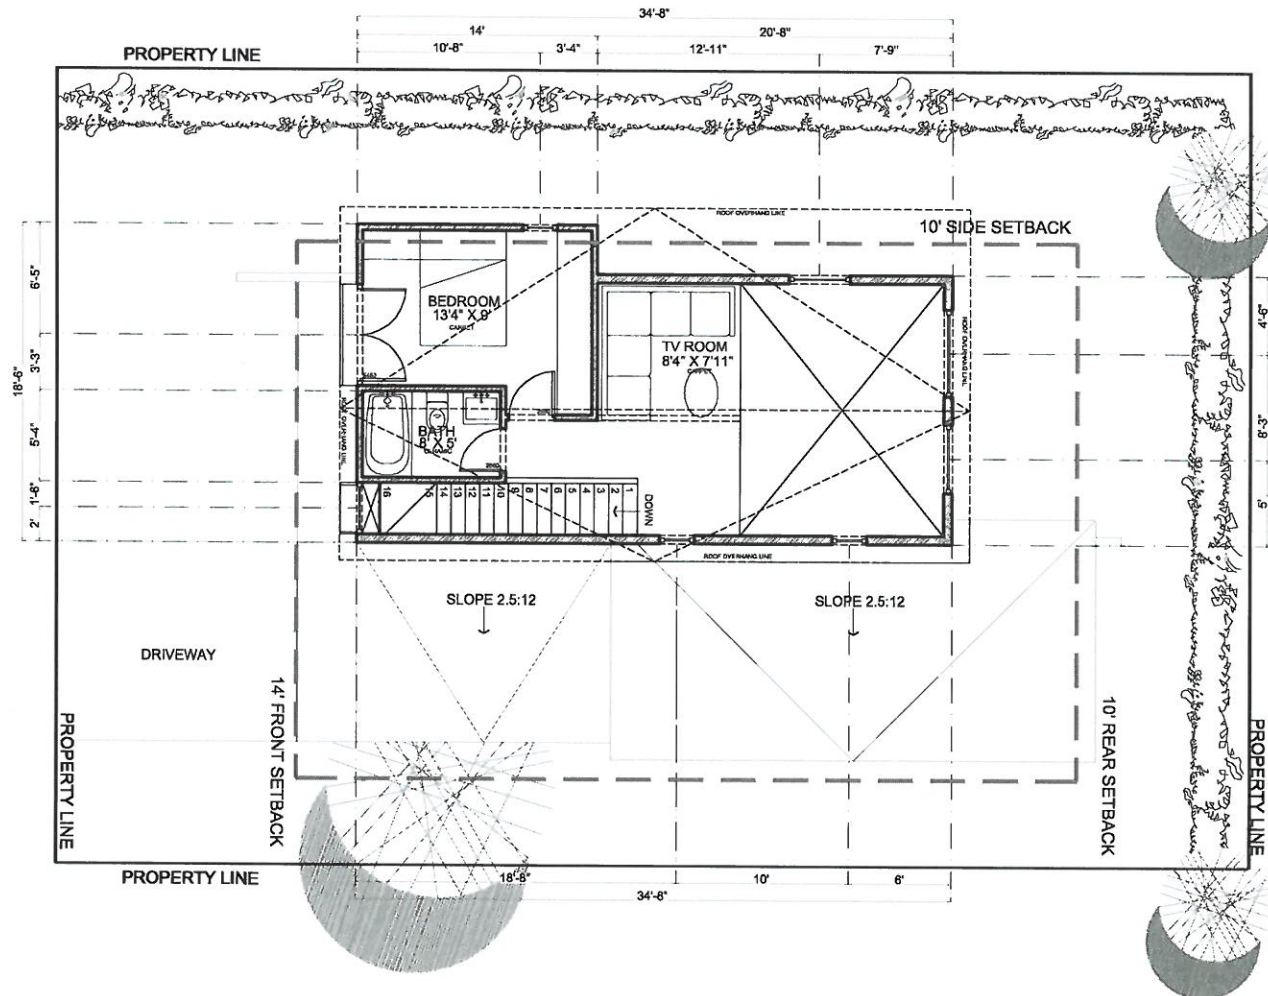 34'-8"
14'
20'-8"
10'-8"
3'-4"
12'-11"
7'-9"
PROPERTY LINE
ROOF OVERHANG LINE
10' SIDE SETBACK
6'-5"
3'-3"
18'-6"
5'-4"
1'-8"
2'
BEDROOM
13'4" X 9'
CARPET
TV ROOM
8'4" X 7'11"
CARPET
BATH
8' X 5'
CERAMIC
ROOF OVERHANG LINE
ROOF OVERHANG LINE
4'-6"
8'-3"
5'
16 15 14 13 12 11 10 9 8 7 6 5 4 3 2 1
DOWN
ROOF OVERHANG LINE
SLOPE 2.5:12
SLOPE 2.5:12
DRIVEWAY
14' FRONT SETBACK
10' REAR SETBACK
PROPERTY LINE
PROPERTY LINE
PROPERTY LINE
18'-8"
10'
6'
34'-8"